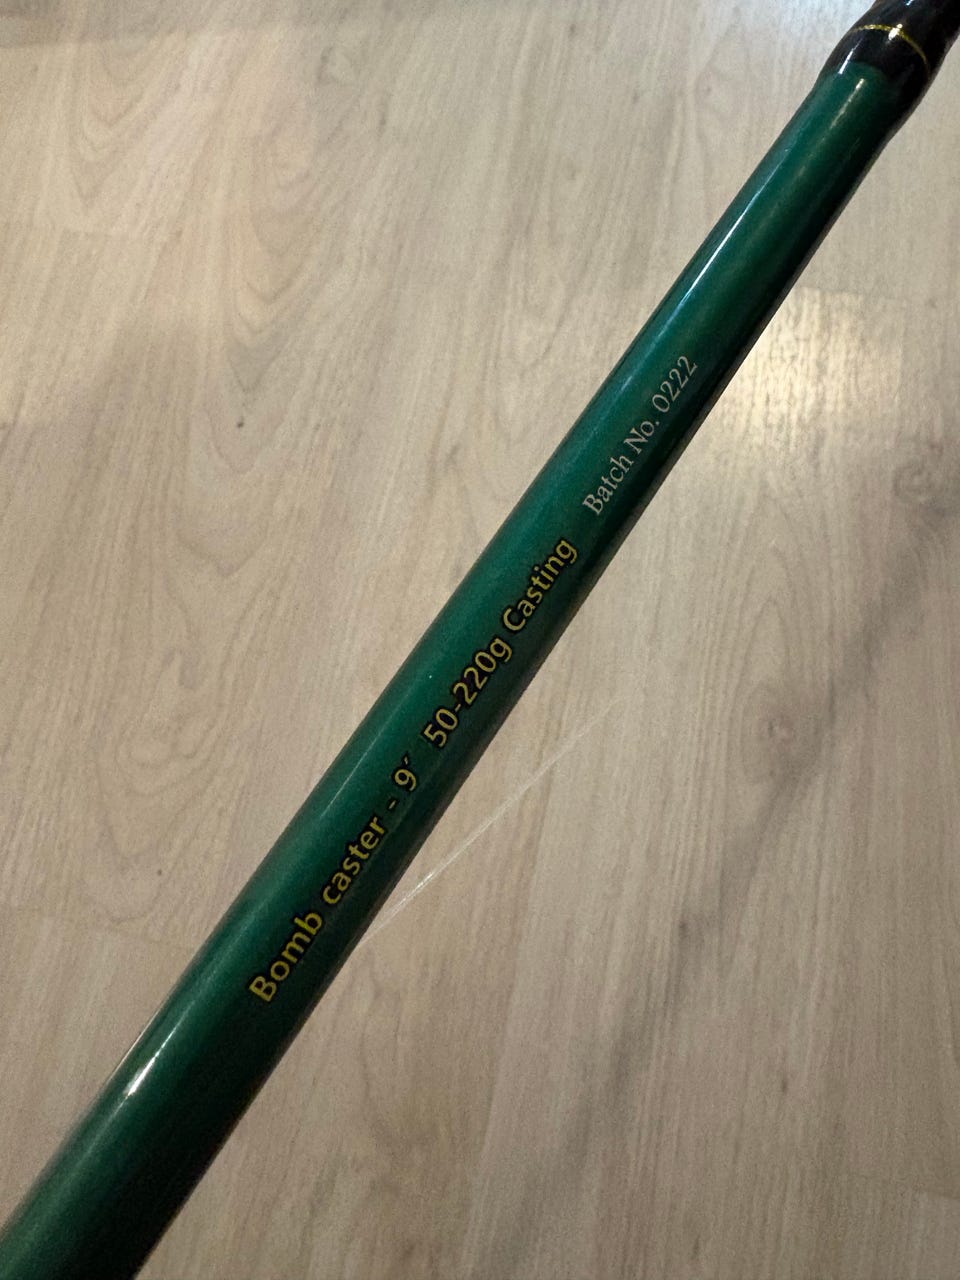 Bomb caster - 9´ 50-220g Casting
Batch No. 0222